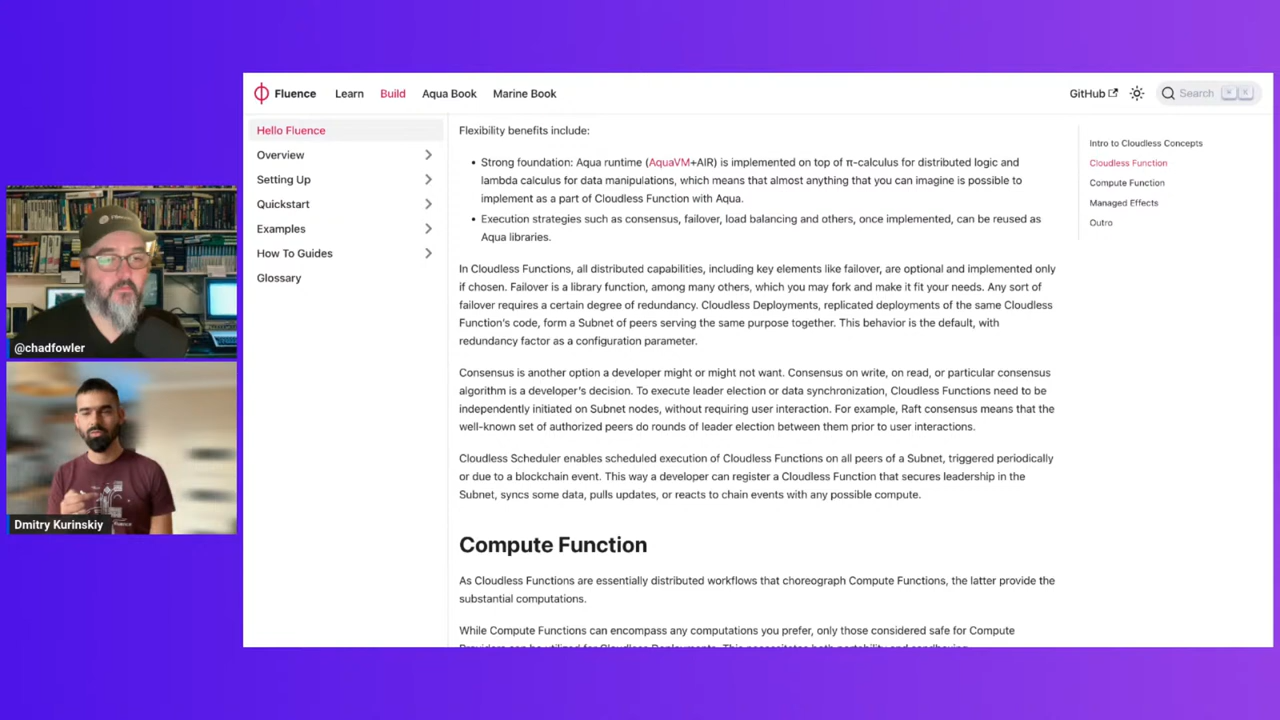 Fluence Learn Build Aqua Book Marine Book GitHub Search
Hello Fluence
Overview
Setting Up
Quickstart
Examples
How To Guides
Glossary
Flexibility benefits include:
• Strong foundation: Aqua runtime (AquaVM+AIR) is implemented on top of π-calculus for distributed logic and
lambda calculus for data manipulations, which means that almost anything that you can imagine is possible to
implement as a part of Cloudless Function with Aqua.
• Execution strategies such as consensus, failover, load balancing and others, once implemented, can be reused as
Aqua libraries.
In Cloudless Functions, all distributed capabilities, including key elements like failover, are optional and implemented only
if chosen. Failover is a library function, among many others, which you may fork and make it fit your needs. Any sort of
failover requires a certain degree of redundancy. Cloudless Deployments, replicated deployments of the same Cloudless
Function's code, form a Subnet of peers serving the same purpose together. This behavior is the default, with
redundancy factor as a configuration parameter.
Consensus is another option a developer might or might not want. Consensus on write, on read, or particular consensus
algorithm is a developer's decision. To execute leader election or data synchronization, Cloudless Functions need to be
independently initiated on Subnet nodes, without requiring user interaction. For example, Raft consensus means that the
well-known set of authorized peers do rounds of leader election between them prior to user interactions.
Cloudless Scheduler enables scheduled execution of Cloudless Functions on all peers of a Subnet, triggered periodically
or due to a blockchain event. This way a developer can register a Cloudless Function that secures leadership in the
Subnet, syncs some data, pulls updates, or reacts to chain events with any possible compute.
Compute Function
As Cloudless Functions are essentially distributed workflows that choreograph Compute Functions, the latter provide the
substantial computations.
While Compute Functions can encompass any computations you prefer, only those considered safe for Compute
Providers can be utilized for Cloudless Deployments. This necessitates both portability and sandboxing.
Intro to Cloudless Concepts
Cloudless Function
Compute Function
Managed Effects
Outro
@chadfowler
Dmitry Kurinskiy